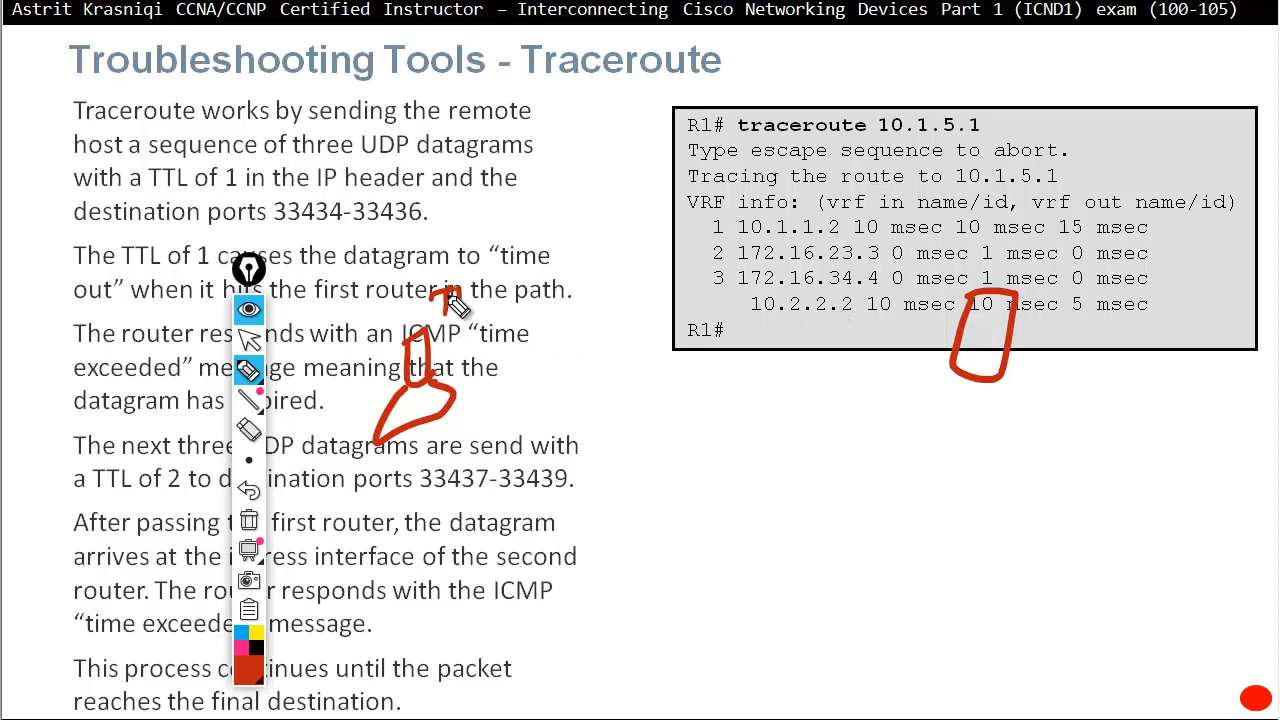 Astrit Krasniqi CCNA/CCNP Certified Instructor – Interconnecting Cisco Networking Devices Part 1 (ICND1) exam (100-105)
Troubleshooting Tools - Traceroute
Traceroute works by sending the remote
host a sequence of three UDP datagrams
with a TTL of 1 in the IP header and the
destination ports 33434-33436.
The TTL of 1 causes the datagram to “time
out” when it hits the first router in the path.
The router responds with an ICMP “time
exceeded” message meaning that the
datagram has expired.
The next three UDP datagrams are send with
a TTL of 2 to destination ports 33437-33439.
After passing the first router, the datagram
arrives at the ingress interface of the second
router. The router responds with the ICMP
“time exceeded” message.
This process continues until the packet
reaches the final destination.
R1# traceroute 10.1.5.1
Type escape sequence to abort.
Tracing the route to 10.1.5.1
VRF info: (vrf in name/id, vrf out name/id)
1 10.1.1.2 10 msec 10 msec 15 msec
2 172.16.23.3 0 msec 1 msec 0 msec
3 172.16.34.4 0 msec 1 msec 0 msec
10.2.2.2 10 msec 10 msec 5 msec
R1#